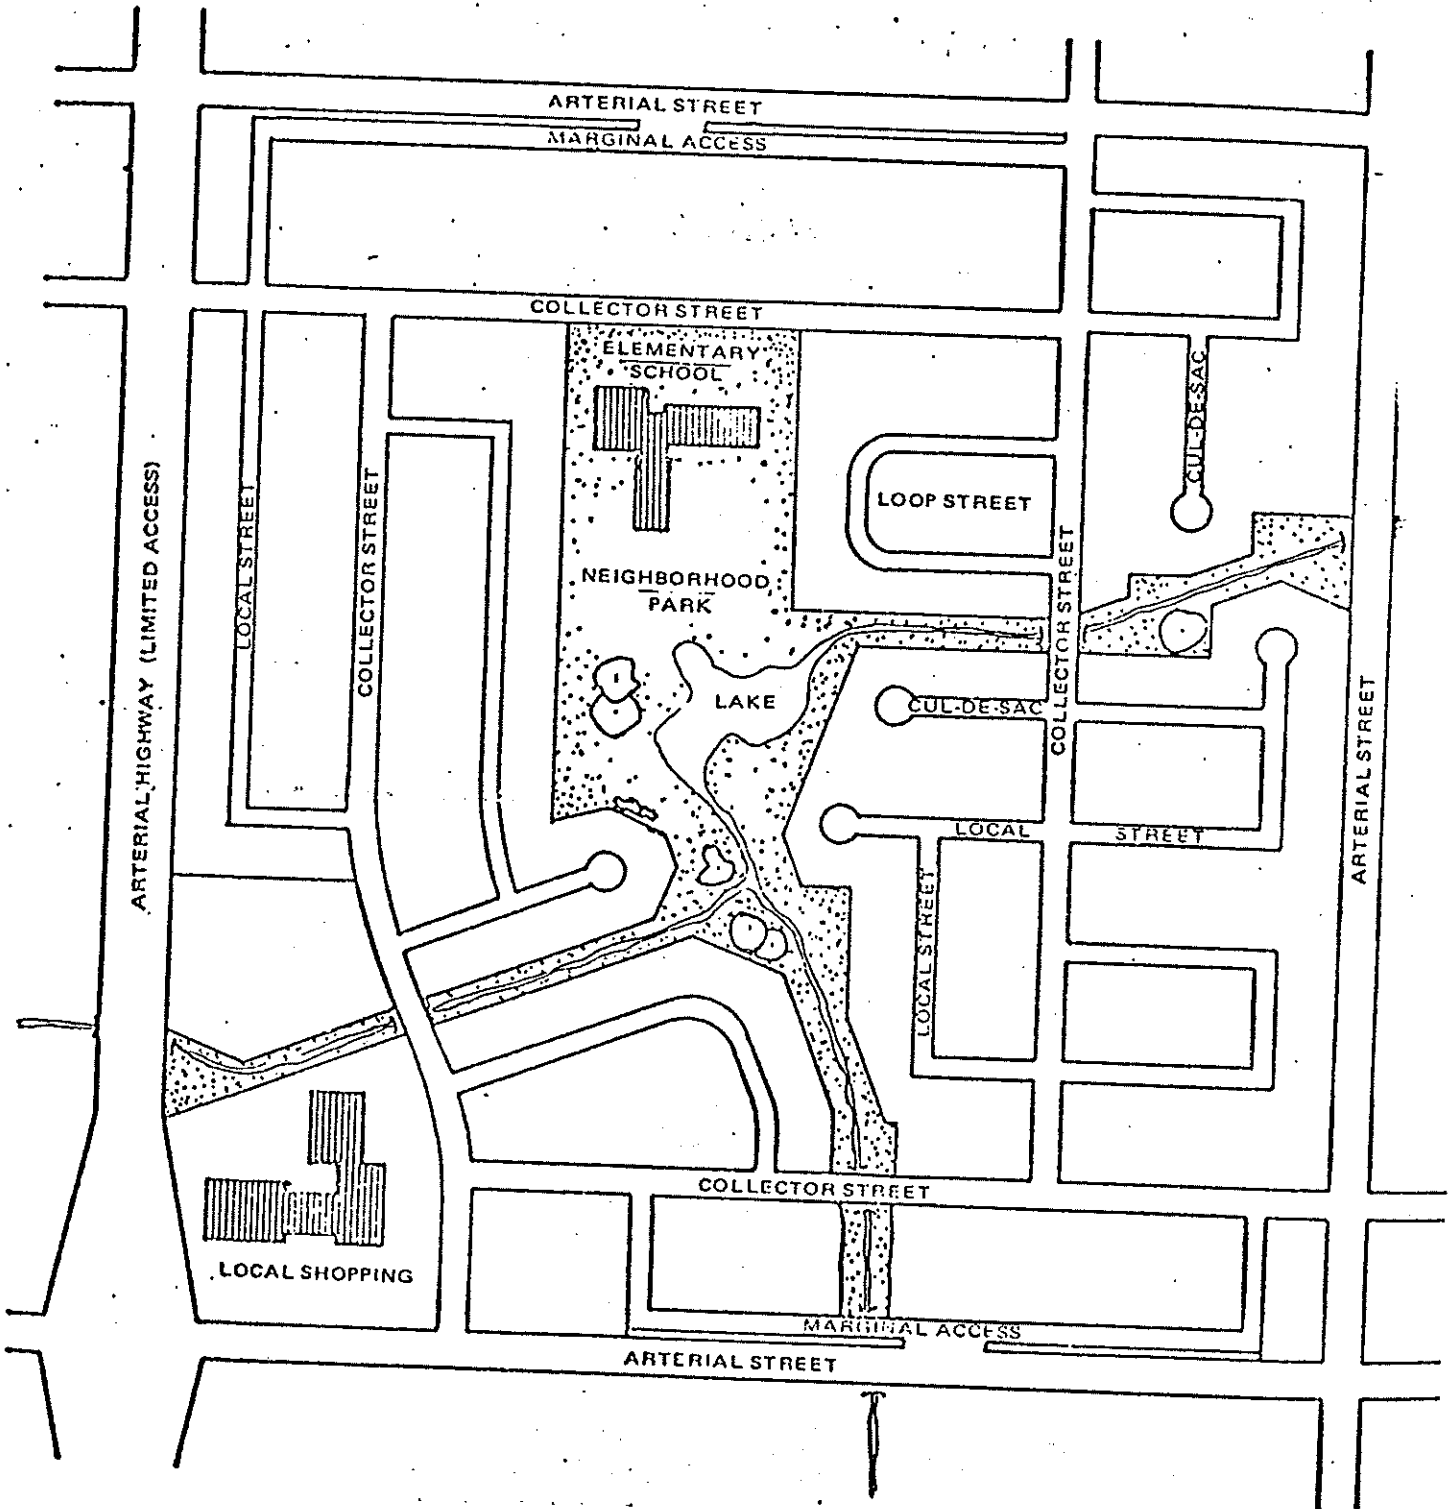 ARTERIAL STREET
MARGINAL ACCESS
COLLECTOR STREET
ELEMENTARY
SCHOOL
CUL-DE-SAC
LOOP STREET
LOCAL STREET
COLLECTOR STREET
ARTERIAL HIGHWAY (LIMITED ACCESS)
NEIGHBORHOOD
PARK
COLLECTOR STREET
LAKE
CUL-DE-SAC
ARTERIAL STREET
LOCAL STREET
LOCAL STREET
COLLECTOR STREET
LOCAL SHOPPING
MARGINAL ACCESS
ARTERIAL STREET